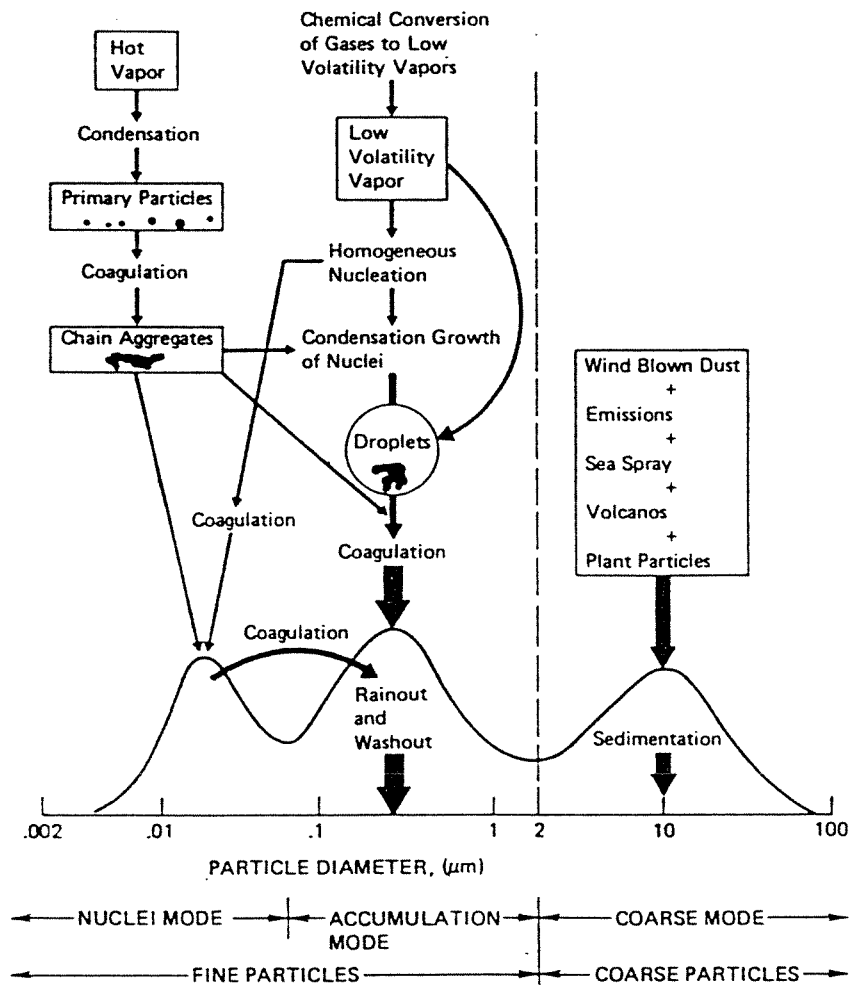 Hot
Vapor
Condensation
Primary Particles
Coagulation
Chain Aggregates
Chemical Conversion
of Gases to Low
Volatility Vapors
Low
Volatility
Vapor
Homogeneous
Nucleation
Condensation Growth
of Nuclei
Droplets
Coagulation
Coagulation
Coagulation
Rainout
and
Washout
Wind Blown Dust
+
Emissions
+
Sea Spray
+
Volcanos
+
Plant Particles
Sedimentation
.002 .01 .1 1 2 10 100
PARTICLE DIAMETER, (μm)
NUCLEI MODE ACCUMULATION MODE COARSE MODE
FINE PARTICLES COARSE PARTICLES